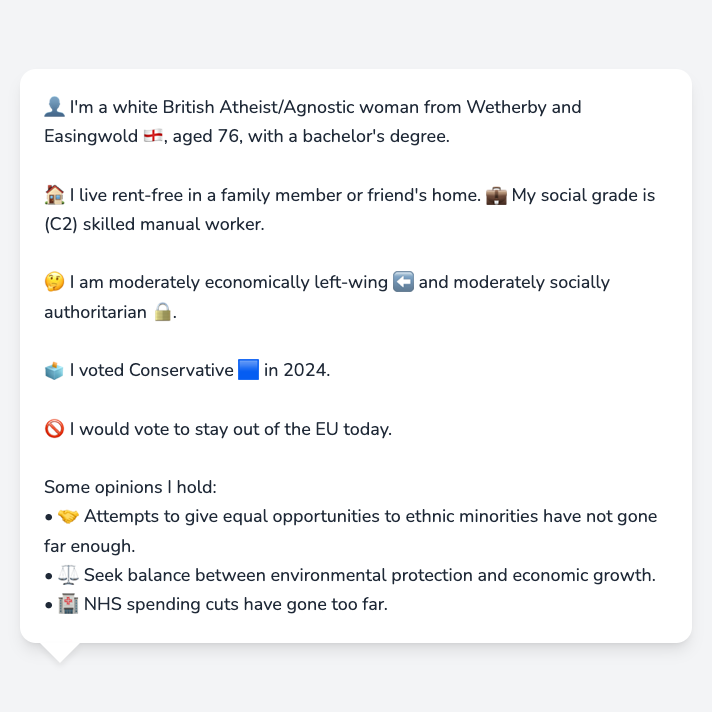 👤 I'm a white British Atheist/Agnostic woman from Wetherby and
Easingwold 🏴󠁧󠁢󠁥󠁮󠁧󠁿, aged 76, with a bachelor's degree.
🏠 I live rent-free in a family member or friend's home. 💼 My social grade is
(C2) skilled manual worker.
🤔 I am moderately economically left-wing ⬅️ and moderately socially
authoritarian 🔒.
🗳️ I voted Conservative 🟦 in 2024.
🚫 I would vote to stay out of the EU today.
Some opinions I hold:
• 🤝 Attempts to give equal opportunities to ethnic minorities have not gone
far enough.
• ⚖️ Seek balance between environmental protection and economic growth.
• 🏥 NHS spending cuts have gone too far.